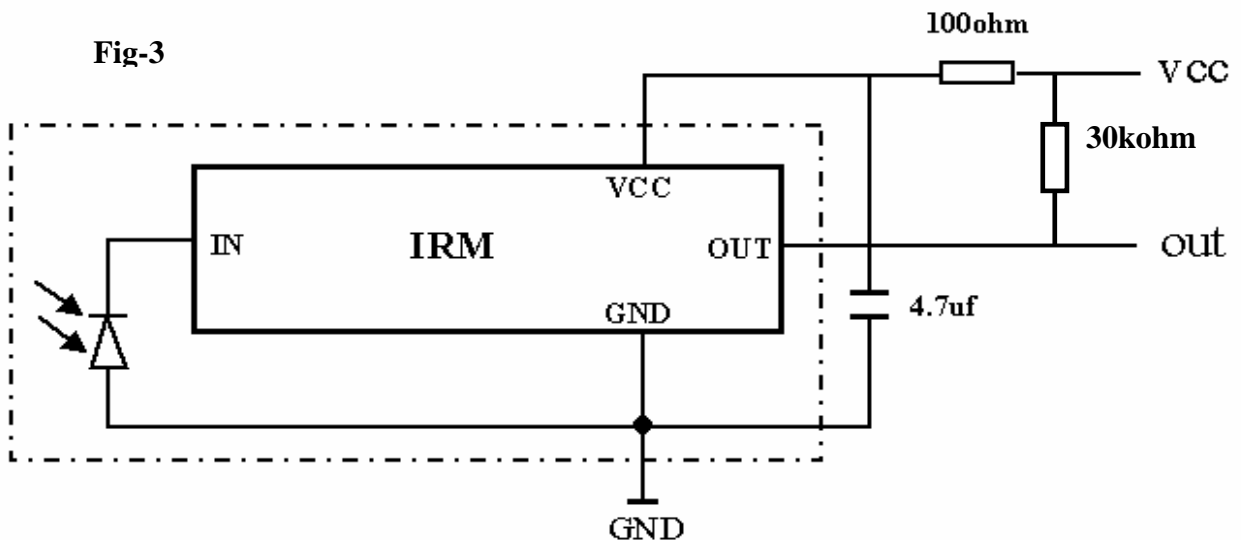 100ohm
Fig-3
VCC
30kohm
VCC
IN
IRM
OUT
out
GND
4.7uf
GND